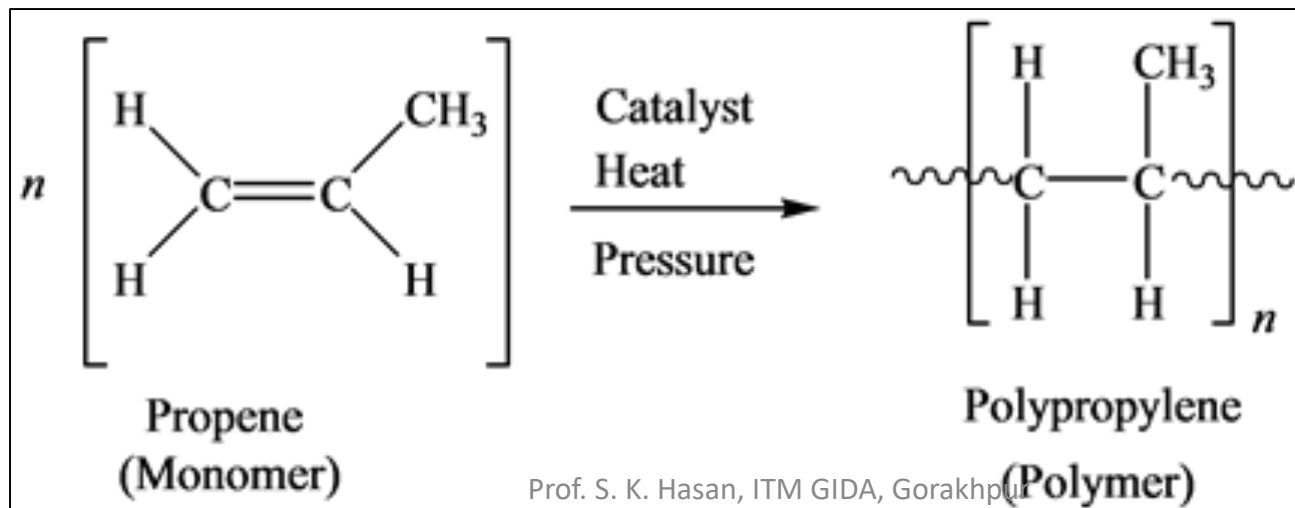 n
H
CH₃
C
C
H
H
Propene
(Monomer)
Catalyst
Heat
Pressure
H
CH₃
C
C
H
H
n
Polypropylene
(Polymer)
Prof. S. K. Hasan, ITM GIDA, Gorakhpur